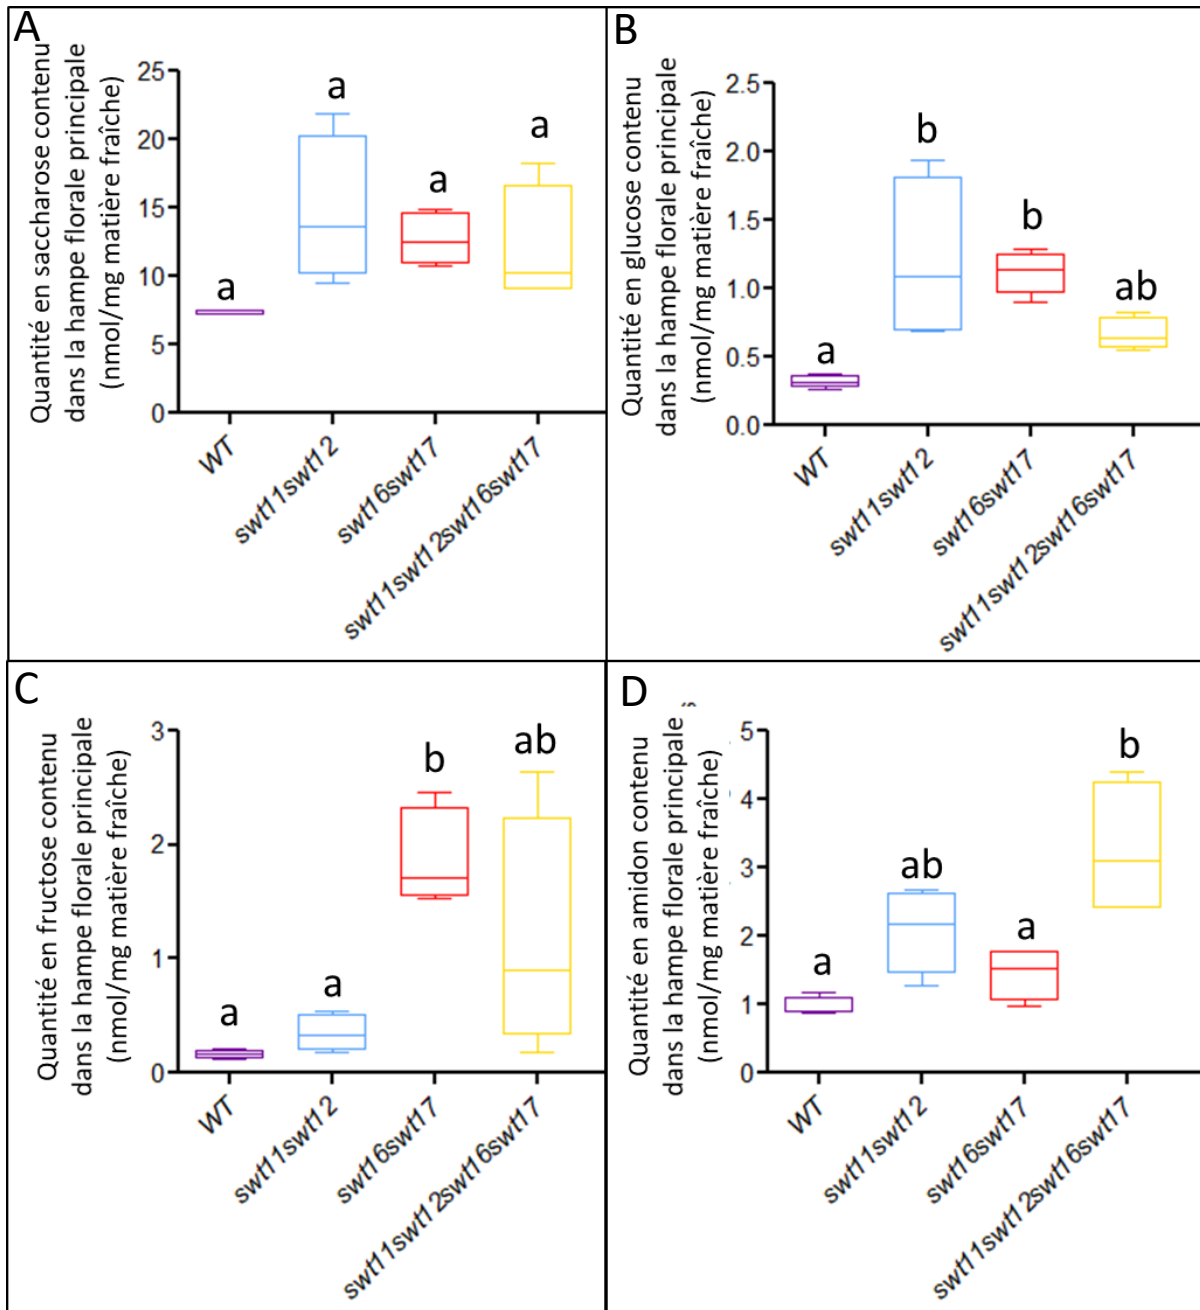 A
Quantité en saccharose contenu
dans la hampe florale principale
(nmol/mg matière fraîche)
25
20
15
10
5
0
a
a
a
a
WT
swt11swt12
swt16swt17
swt11swt12swt16swt17
B
Quantité en glucose contenu
dans la hampe florale principale
(nmol/mg matière fraîche)
2.5
2.0
1.5
1.0
0.5
0.0
a
b
b
ab
WT
swt11swt12
swt16swt17
swt11swt12swt16swt17
C
Quantité en fructose contenu
dans la hampe florale principale
(nmol/mg matière fraîche)
3
2
1
0
a
a
b
ab
WT
swt11swt12
swt16swt17
swt11swt12swt16swt17
D
Quantité en amidon contenu
dans la hampe florale principale
(nmol/mg matière fraîche)
5
4
3
2
1
0
a
ab
a
b
WT
swt11swt12
swt16swt17
swt11swt12swt16swt17